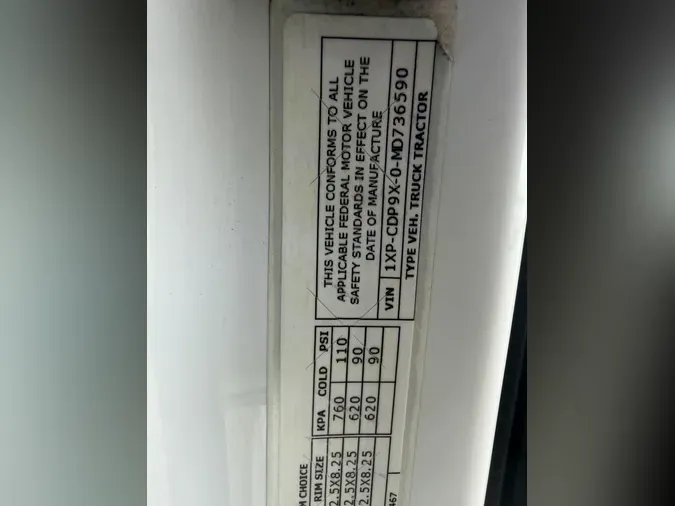 THIS VEHICLE CONFORMS TO ALL
APPLICABLE FEDERAL MOTOR VEHICLE
SAFETY STANDARDS IN EFFECT ON THE
DATE OF MANUFACTURE
VIN 1XP-CDP9X-0-MD736590
TYPE VEH. TRUCK TRACTOR
CHOICE
RIM SIZE KPA COLD PSI
2.5X8.25 760 110
2.5X8.25 620 90
2.5X8.25 620 90
467